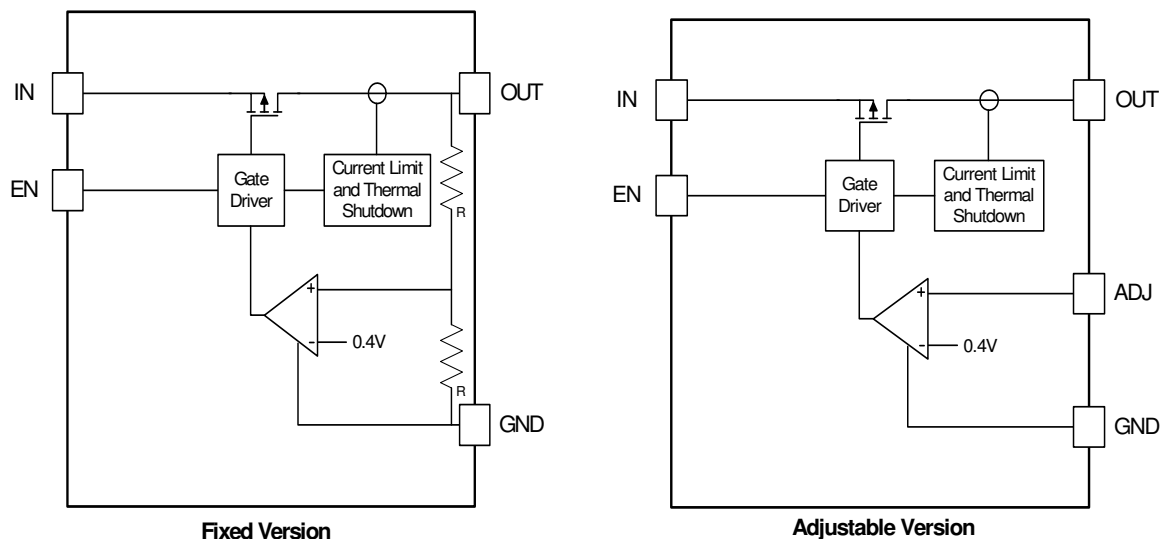 IN
OUT
EN
Gate
Driver
Current Limit
and Thermal
Shutdown
R
+
-
0.4V
R
GND
Fixed Version
IN
OUT
EN
Gate
Driver
Current Limit
and Thermal
Shutdown
ADJ
+
-
0.4V
GND
Adjustable Version